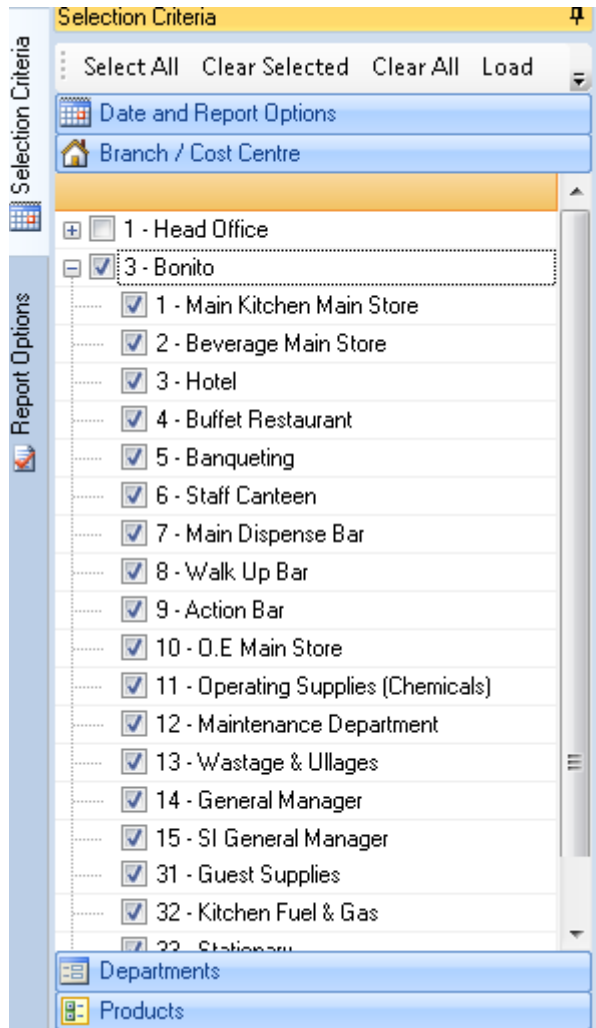 Selection Criteria
Select All Clear Selected Clear All Load
Date and Report Options
Branch / Cost Centre
1 - Head Office
3 - Bonito
1 - Main Kitchen Main Store
2 - Beverage Main Store
3 - Hotel
4 - Buffet Restaurant
5 - Banqueting
6 - Staff Canteen
7 - Main Dispense Bar
8 - Walk Up Bar
9 - Action Bar
10 - O.E Main Store
11 - Operating Supplies (Chemicals)
12 - Maintenance Department
13 - Wastage & Ullages
14 - General Manager
15 - SI General Manager
31 - Guest Supplies
32 - Kitchen Fuel & Gas
33 - Stationary
Departments
Products
Selection Criteria
Report Options